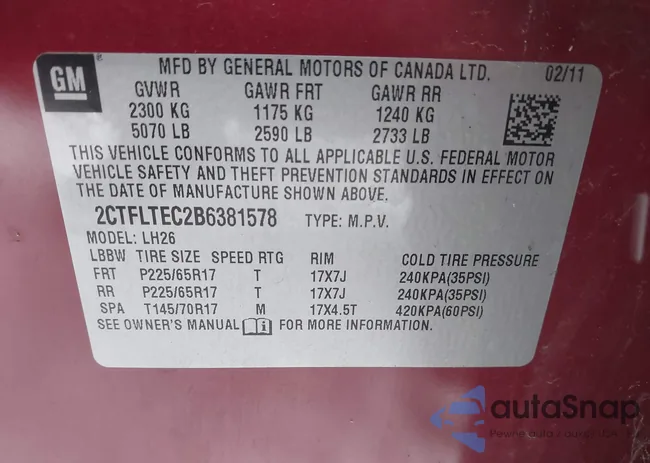 GM
MFD BY GENERAL MOTORS OF CANADA LTD. 02/11
GVWR GAWR FRT GAWR RR
2300 KG 1175 KG 1240 KG
5070 LB 2590 LB 2733 LB
THIS VEHICLE CONFORMS TO ALL APPLICABLE U.S. FEDERAL MOTOR
VEHICLE SAFETY AND THEFT PREVENTION STANDARDS IN EFFECT ON
THE DATE OF MANUFACTURE SHOWN ABOVE.
2CTFLTEC2B6381578 TYPE: M.P.V.
MODEL: LH26
LBBW TIRE SIZE SPEED RTG RIM COLD TIRE PRESSURE
FRT P225/65R17 T 17X7J 240KPA(35PSI)
RR P225/65R17 T 17X7J 240KPA(35PSI)
SPA T145/70R17 M 17X4.5T 420KPA(60PSI)
SEE OWNER'S MANUAL FOR MORE INFORMATION.
autaSnap
Pewne auto z